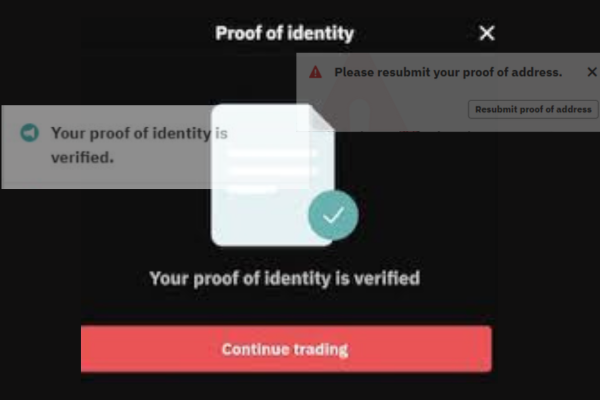 Proof of identity
Please resubmit your proof of address.
Resubmit proof of address
Your proof of identity is
verified.
Your proof of identity is verified
Continue trading